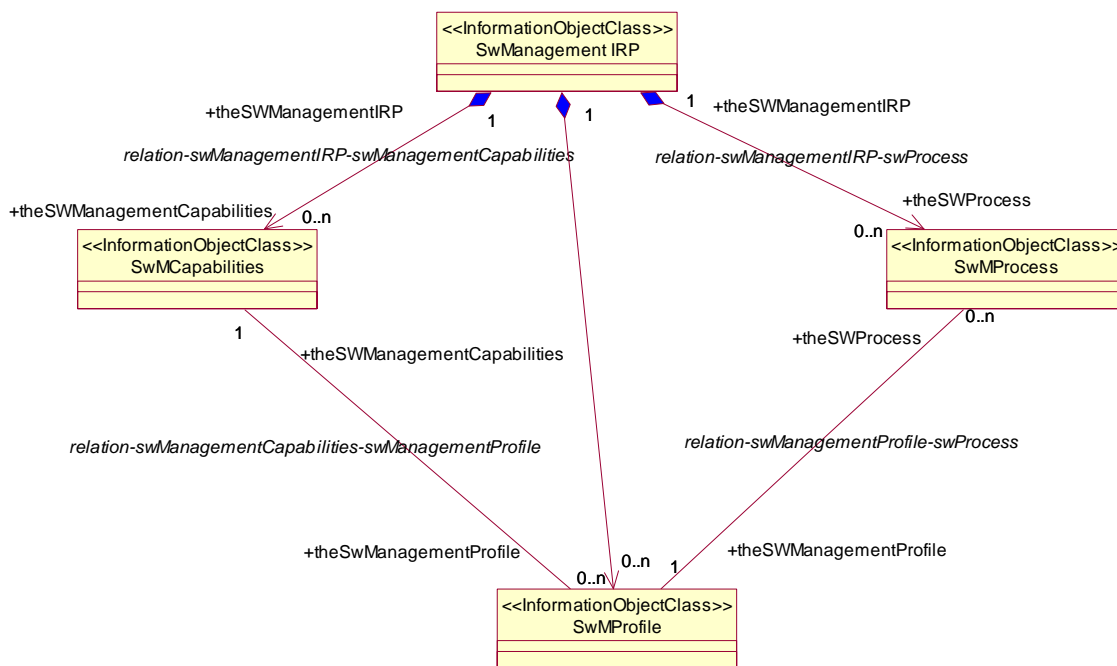 <<InformationObjectClass>>
SwManagement IRP
+theSWManagementIRP
1
1
1
+theSWManagementIRP
relation-swManagementIRP-swManagementCapabilities
relation-swManagementIRP-swProcess
+theSWManagementCapabilities
0..n
+theSWProcess
0..n
<<InformationObjectClass>>
SwMCapabilities
<<InformationObjectClass>>
SwMProcess
1
+theSWManagementCapabilities
0..n
+theSWProcess
relation-swManagementCapabilities-swManagementProfile
relation-swManagementProfile-swProcess
+theSwManagementProfile
0..n
0..n
1
+theSWManagementProfile
<<InformationObjectClass>>
SwMProfile